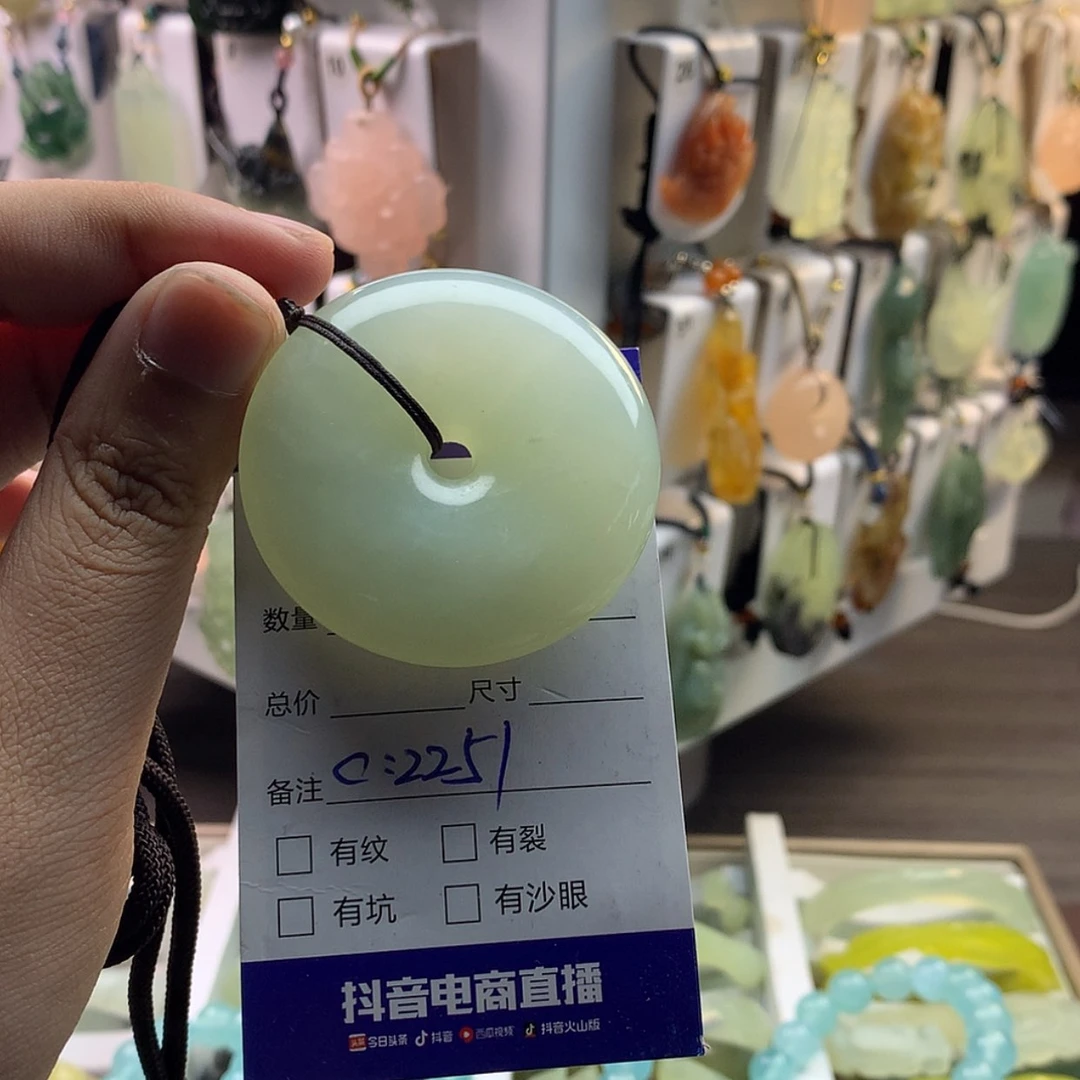 数量
总价 尺寸
备注 C:2251
有纹 有裂
有坑 有沙眼
抖音电商直播
头条 今日头条 抖音 西瓜视频 抖音火山版